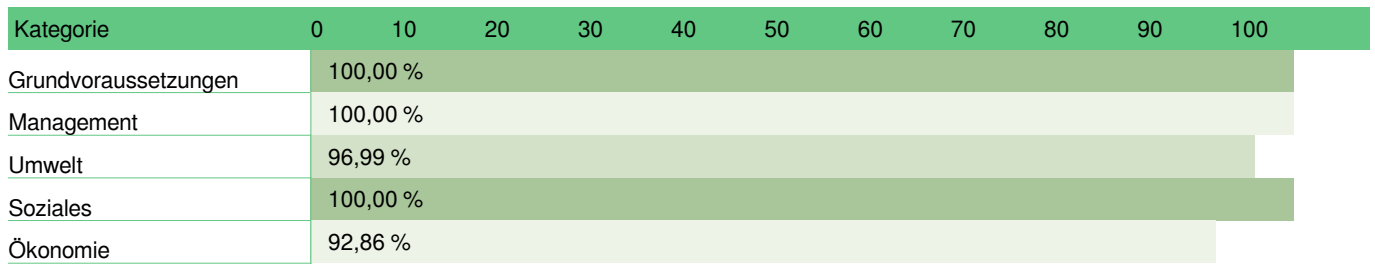 Kategorie 0 10 20 30 40 50 60 70 80 90 100
Grundvoraussetzungen 100,00 %
Management 100,00 %
Umwelt 96,99 %
Soziales 100,00 %
Ökonomie 92,86 %